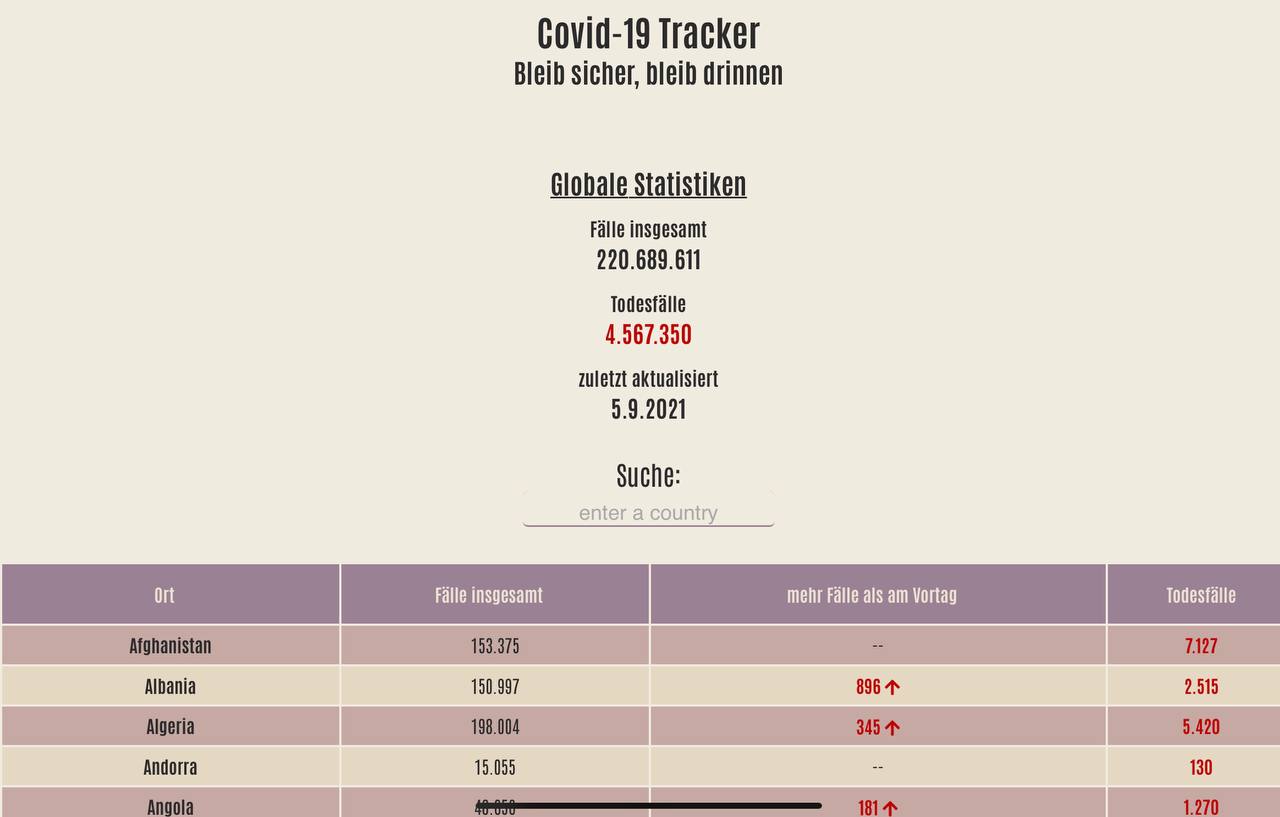 Covid-19 Tracker
Bleib sicher, bleib drinnen
Globale Statistiken
Fälle insgesamt
220.689.611
Todesfälle
4.567.350
zuletzt aktualisiert
5.9.2021
Suche:
enter a country
Ort Fälle insgesamt mehr Fälle als am Vortag Todesfälle
Afghanistan 153.375 -- 7.127
Albania 150.997 896 ↑ 2.515
Algeria 198.004 345 ↑ 5.420
Andorra 15.055 -- 130
Angola 181 ↑ 1.270